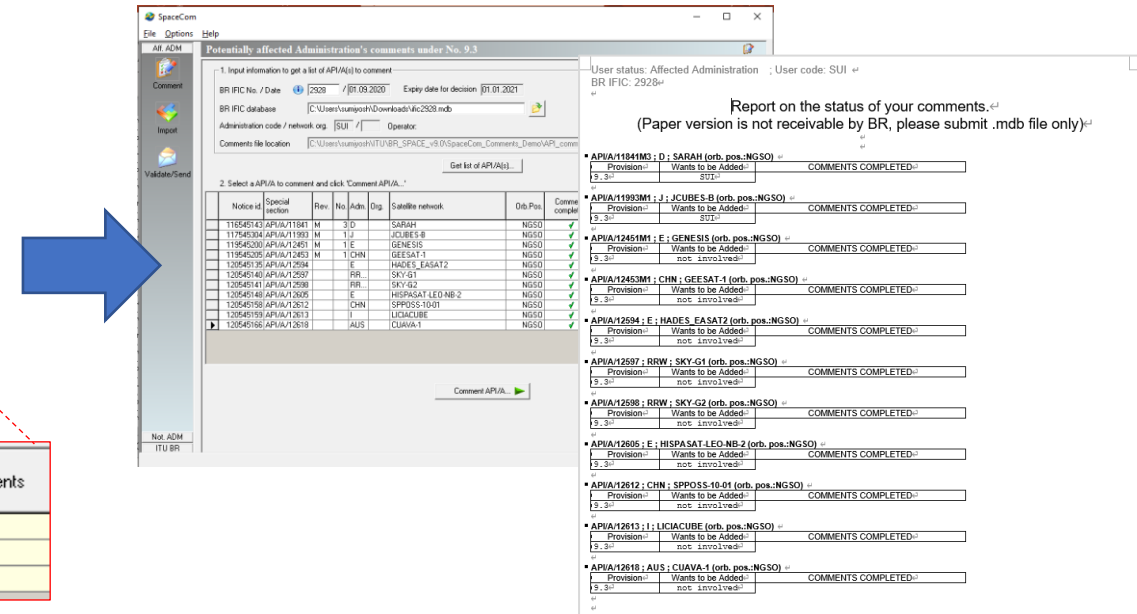 SpaceCom
File Options Help
Aff. ADM
Potentially affected Administration's comments under No. 9.3
Comment
Import
Validate/Send
Not. ADM
ITU BR
1. Input information to get a list of API/A(s) to comment
BR IFIC No. / Date 2928 / 01.09.2020 Expiry date for decision 01.01.2021
BR IFIC database C:\Users\sumiyosh\Downloads\ific2928.mdb
Administration code / network org. SUI / Operator:
Comments file location C:\Users\sumiyosh\ITU\BR_SPACE_v9.0\SpaceCom_Comments_Demo\API_comm
Get list of API/A(s)...
2. Select a API/A to comment and click 'Comment API/A...'
Notice id. Special section Rev. No. Adm. Org. Satellite network Orb.Pos. Comme complet
116545143 API/A/11841 M 3 D SARAH NGSO
117545304 API/A/11993 M 1 J JCUBES-B NGSO
119545200 API/A/12451 M 1 E GENESIS NGSO
119545205 API/A/12453 M 1 CHN GEESAT-1 NGSO
120545135 API/A/12594 E HADES_EASAT2 NGSO
120545140 API/A/12597 RR... SKY-G1 NGSO
120545141 API/A/12598 RR... SKY-G2 NGSO
120545148 API/A/12605 E HISPASAT-LEO-NB-2 NGSO
120545158 API/A/12612 CHN SPPOSS-10-01 NGSO
120545159 API/A/12613 I LICIACUBE NGSO
120545166 API/A/12618 AUS CUAVA-1 NGSO
Comment API/A...
ents
User status: Affected Administration ; User code: SUI
BR IFIC: 2928
Report on the status of your comments.
(Paper version is not receivable by BR, please submit .mdb file only)
API/A/11841M3 ; D ; SARAH (orb. pos.:NGSO)
Provision Wants to be Added COMMENTS COMPLETED
9.3 SUI
API/A/11993M1 ; J ; JCUBES-B (orb. pos.:NGSO)
Provision Wants to be Added COMMENTS COMPLETED
9.3 SUI
API/A/12451M1 ; E ; GENESIS (orb. pos.:NGSO)
Provision Wants to be Added COMMENTS COMPLETED
9.3 not involved
API/A/12453M1 ; CHN ; GEESAT-1 (orb. pos.:NGSO)
Provision Wants to be Added COMMENTS COMPLETED
9.3 not involved
API/A/12594 ; E ; HADES_EASAT2 (orb. pos.:NGSO)
Provision Wants to be Added COMMENTS COMPLETED
9.3 not involved
API/A/12597 ; RRW ; SKY-G1 (orb. pos.:NGSO)
Provision Wants to be Added COMMENTS COMPLETED
9.3 not involved
API/A/12598 ; RRW ; SKY-G2 (orb. pos.:NGSO)
Provision Wants to be Added COMMENTS COMPLETED
9.3 not involved
API/A/12605 ; E ; HISPASAT-LEO-NB-2 (orb. pos.:NGSO)
Provision Wants to be Added COMMENTS COMPLETED
9.3 not involved
API/A/12612 ; CHN ; SPPOSS-10-01 (orb. pos.:NGSO)
Provision Wants to be Added COMMENTS COMPLETED
9.3 not involved
API/A/12613 ; I ; LICIACUBE (orb. pos.:NGSO)
Provision Wants to be Added COMMENTS COMPLETED
9.3 not involved
API/A/12618 ; AUS ; CUAVA-1 (orb. pos.:NGSO)
Provision Wants to be Added COMMENTS COMPLETED
9.3 not involved